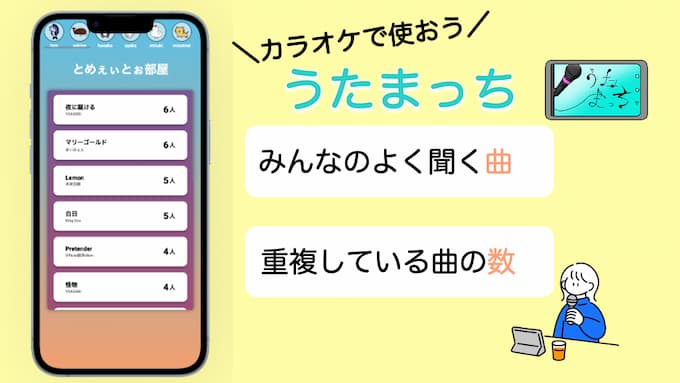 ＼カラオケで使おう／
うたまっち
みんなのよく聞く曲
重複している曲の数
とめぇぃとぉ部屋
夜に駆ける
YOASOBI
6人
マリーゴールド
あいみょん
6人
Lemon
米津玄師
5人
白日
King Gnu
5人
Pretender
Official髭男dism
4人
怪物
YOASOBI
4人
うたまっち